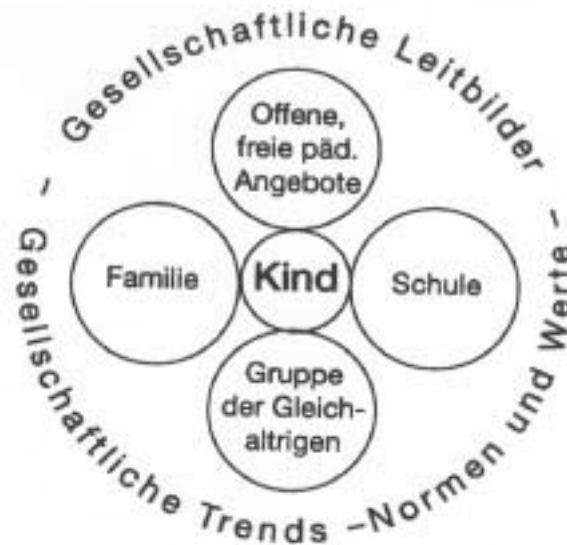 Gesellschaftliche Leitbilder –
Offene,
freie päd.
Angebote
Familie
Kind
Schule
Gruppe
der Gleich-
altrigen
– Gesellschaftliche Trends –Normen und Werte